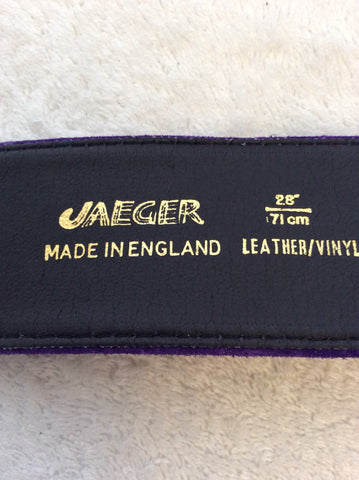 JAEGER
MADE IN ENGLAND
28"
71 cm
LEATHER/VINYL